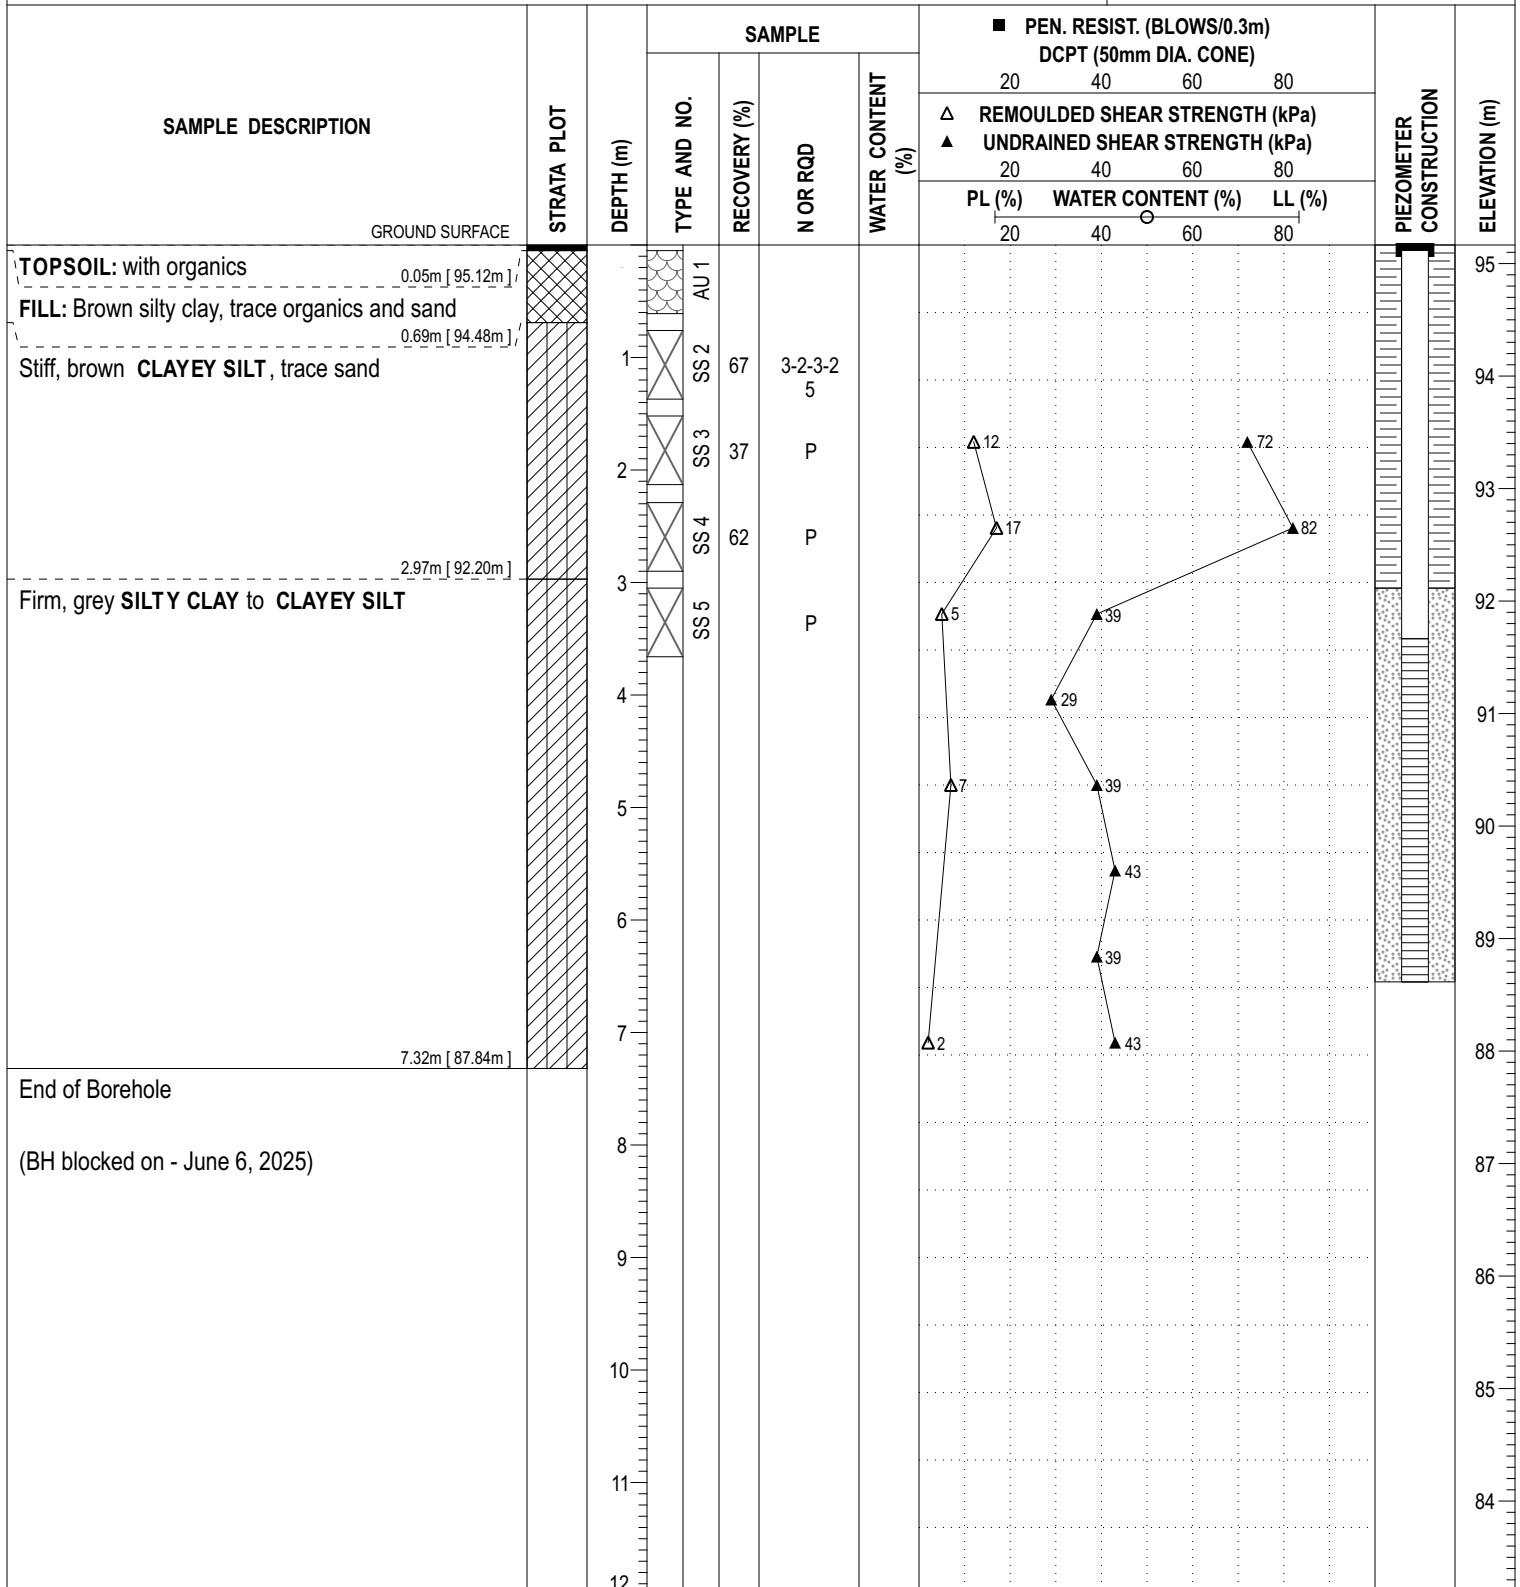 SAMPLE DESCRIPTION
GROUND SURFACE
STRATA PLOT
DEPTH (m)
SAMPLE
TYPE AND NO.
RECOVERY (%)
N OR RQD
WATER CONTENT
(%)
■ PEN. RESIST. (BLOWS/0.3m)
DCPT (50mm DIA. CONE)
20 40 60 80
△ REMOULDED SHEAR STRENGTH (kPa)
▲ UNDRAINED SHEAR STRENGTH (kPa)
20 40 60 80
PL (%) WATER CONTENT (%) LL (%)
20 40 60 80
PIEZOMETER
CONSTRUCTION
ELEVATION (m)
TOPSOIL: with organics
0.05m [ 95.12m ]
FILL: Brown silty clay, trace organics and sand
0.69m [ 94.48m ]
Stiff, brown CLAYEY SILT, trace sand
2.97m [ 92.20m ]
Firm, grey SILTY CLAY to CLAYEY SILT
7.32m [ 87.84m ]
End of Borehole
(BH blocked on - June 6, 2025)
1
2
3
4
5
6
7
8
9
10
11
12
AU 1
SS 2 67 3-2-3-2
5
SS 3 37 P
SS 4 62 P
SS 5 P
12 72
17 82
5 39
29
7 39
43
39
2 43
95
94
93
92
91
90
89
88
87
86
85
84